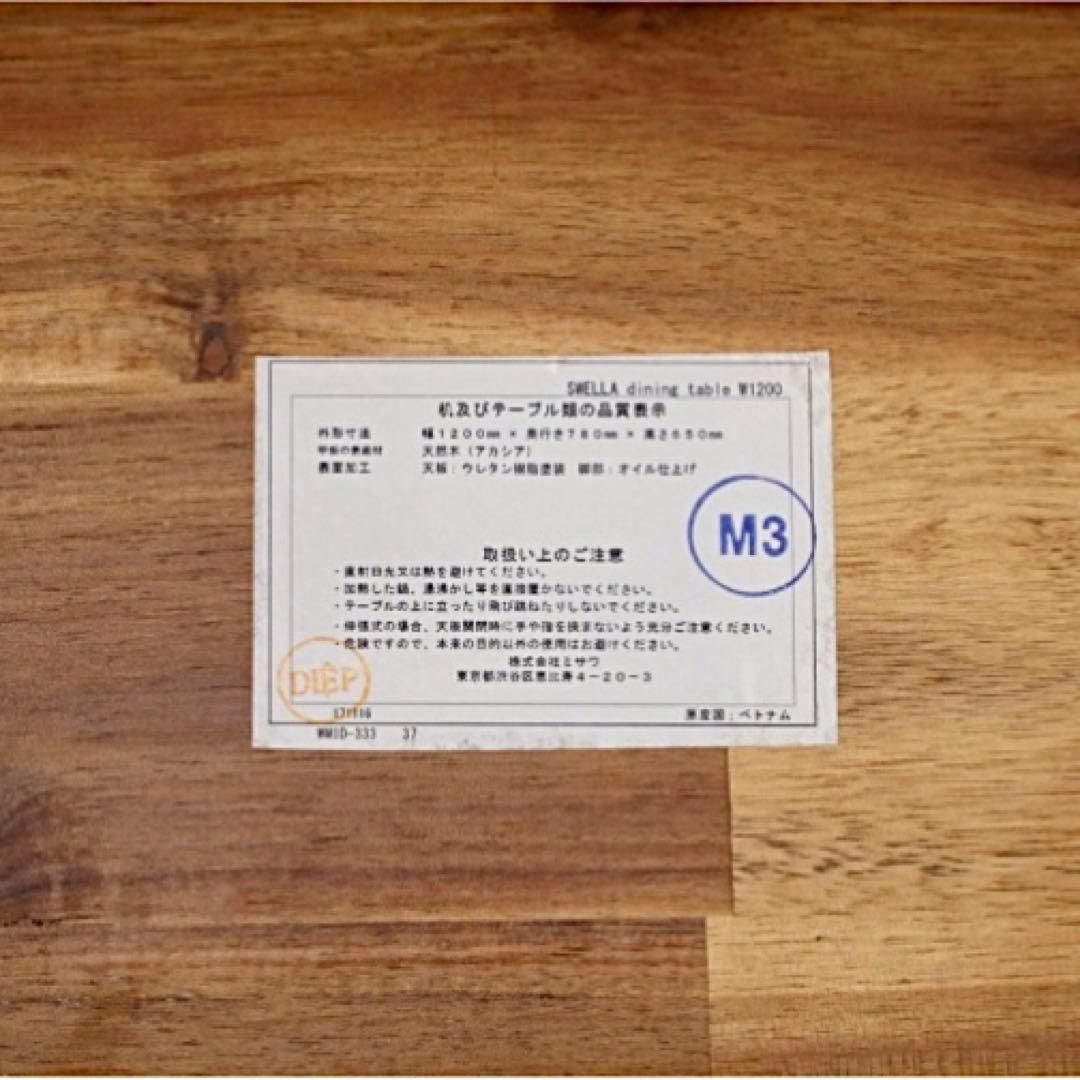 SWELLA dining table W1200
机及びテーブル類の品質表示
外形寸法 幅1200mm × 奥行き780mm × 高さ650mm
甲板の表面材 天然木(アカシア)
表面加工 天板:ウレタン樹脂塗装 脚部:オイル仕上げ
M3
取扱い上のご注意
・直射日光又は熱を避けてください。
・加熱した鍋、湯沸かし等を直接置かないでください。
・テーブルの上に立ったり飛び跳ねたりしないでください。
・伸張式の場合、天板開閉時に手や指を挟まないよう充分ご注意ください。
・危険ですので、本来の目的以外の使用はお避けください。
株式会社ミサワ
東京都渋谷区恵比寿4-20-3
DIỆP
171116
原産国:ベトナム
WMID-333 37